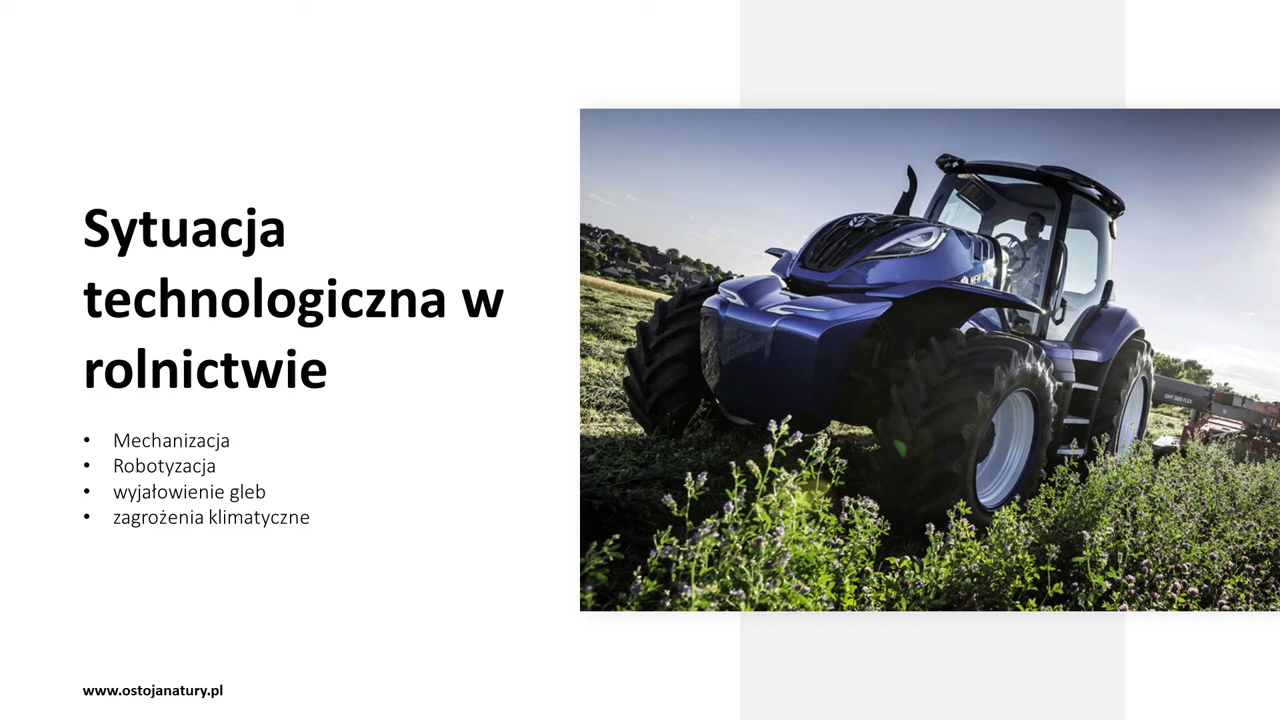 Sytuacja
technologiczna w
rolnictwie
• Mechanizacja
• Robotyzacja
• wyjałowienie gleb
• zagrożenia klimatyczne
www.ostojanatury.pl